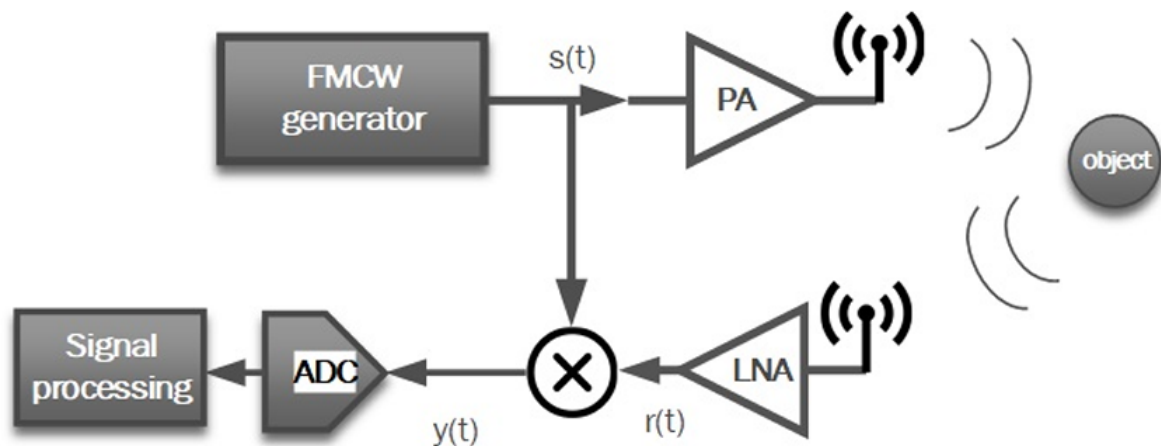 FMCW
generator
s(t)
PA
object
Signal
processing
ADC
y(t)
r(t)
LNA